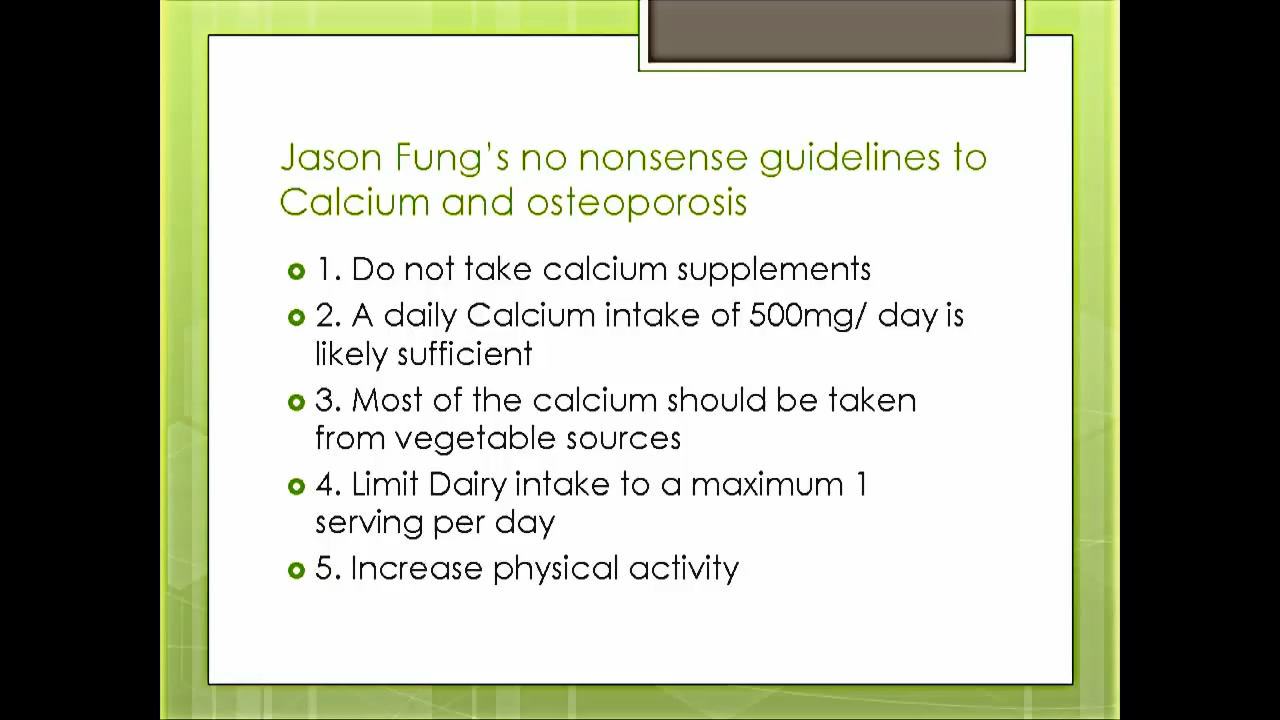 Jason Fung's no nonsense guidelines to
Calcium and osteoporosis
1. Do not take calcium supplements
2. A daily Calcium intake of 500mg/ day is
likely sufficient
3. Most of the calcium should be taken
from vegetable sources
4. Limit Dairy intake to a maximum 1
serving per day
5. Increase physical activity